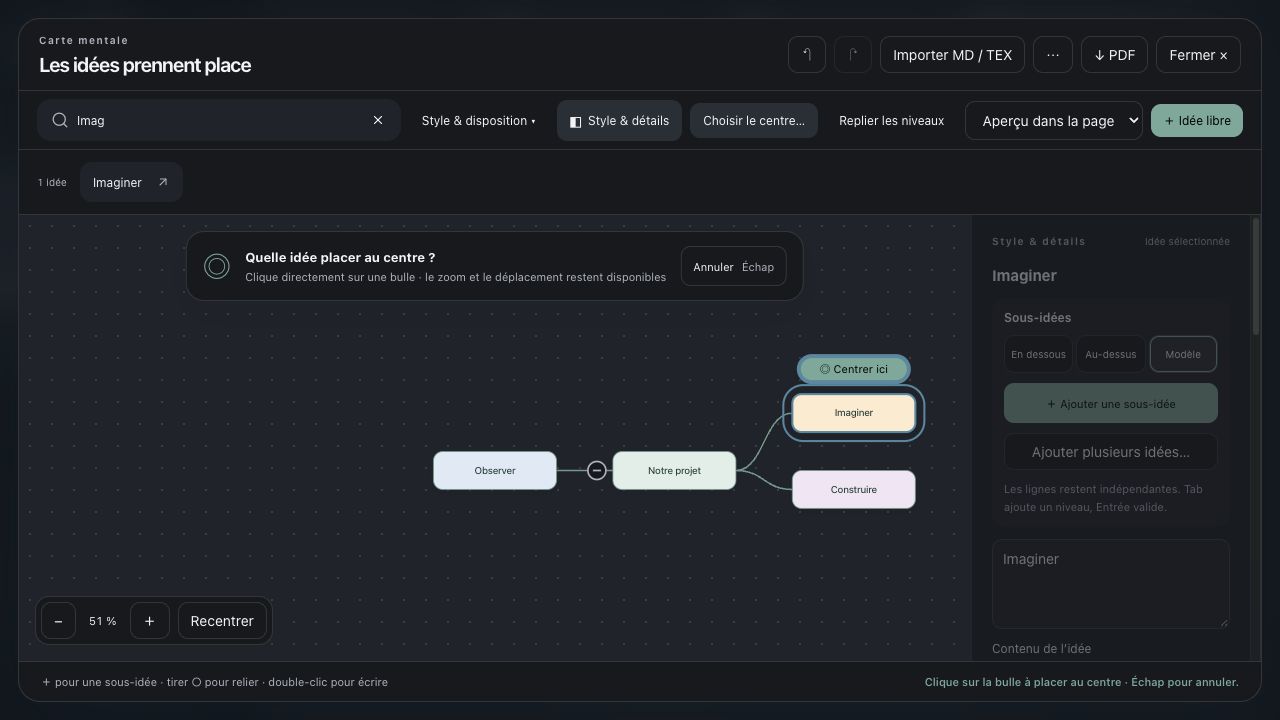 Carte mentale
Les idées prennent place
Importer MD / TEX
···
↓ PDF
Fermer ×
Imag
×
Style & disposition ▾
◧ Style & détails
Choisir le centre…
Replier les niveaux
Aperçu dans la page
+ Idée libre
1 idée
Imaginer ↗
Quelle idée placer au centre ?
Clique directement sur une bulle · le zoom et le déplacement restent disponibles
Annuler Échap
◎ Centrer ici
Imaginer
Observer
Notre projet
Construire
− 51 % + Recentrer
Style & détails
Idée sélectionnée
Imaginer
Sous-idées
En dessous
Au-dessus
Modèle
+ Ajouter une sous-idée
Ajouter plusieurs idées…
Les lignes restent indépendantes. Tab
ajoute un niveau, Entrée valide.
Imaginer
Contenu de l’idée
+ pour une sous-idée · tirer ○ pour relier · double-clic pour écrire
Clique sur la bulle à placer au centre · Échap pour annuler.